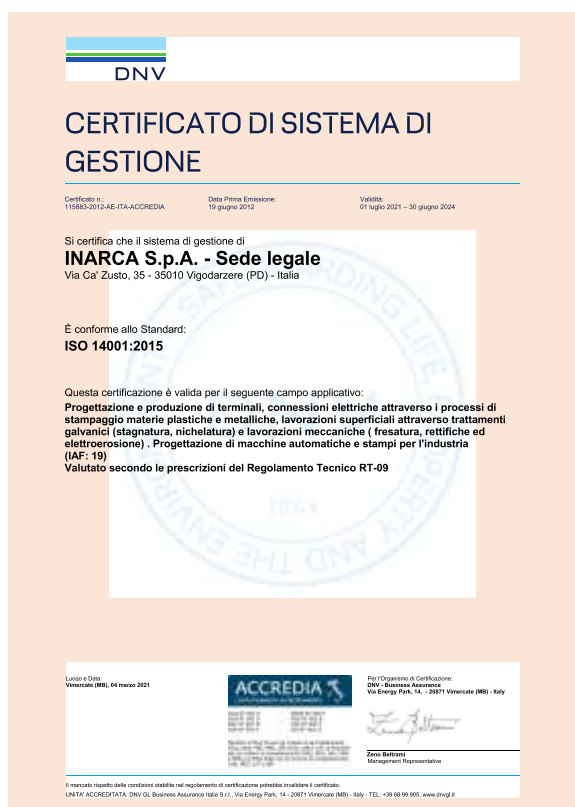 DNV
CERTIFICATO DI SISTEMA DI
GESTIONE
Certificato n.:
115883-2012-AE-ITA-ACCREDIA
Data Prima Emissione:
19 giugno 2012
Validità:
01 luglio 2021 – 30 giugno 2024
Si certifica che il sistema di gestione di
INARCA S.p.A. - Sede legale
Via Ca' Zusto, 35 - 35010 Vigodarzere (PD) - Italia
È conforme allo Standard:
ISO 14001:2015
Questa certificazione è valida per il seguente campo applicativo:
Progettazione e produzione di terminali, connessioni elettriche attraverso i processi di
stampaggio materie plastiche e metalliche, lavorazioni superficiali attraverso trattamenti
galvanici (stagnatura, nichelatura) e lavorazioni meccaniche ( fresatura, rettifiche ed
elettroerosione) . Progettazione di macchine automatiche e stampi per l'industria
(IAF: 19)
Valutato secondo le prescrizioni del Regolamento Tecnico RT-09
SAFEGUARDING LIFE, PROPERTY AND THE ENVIRONMENT
1864
Luogo e Data:
Vimercate (MB), 04 marzo 2021
ACCREDIA
Per l'Organismo di Certificazione:
DNV - Business Assurance
Via Energy Park, 14, - 20871 Vimercate (MB) - Italy
Zeno Beltrami
Management Representative
Il mancato rispetto delle condizioni stabilite nel regolamento di certificazione potrebbe invalidare il certificato.
UNITA' ACCREDITATA: DNV GL Business Assurance Italia S.r.l., Via Energy Park, 14 - 20871 Vimercate (MB) - Italy - TEL: +39 68 99 905. www.dnvgl.it